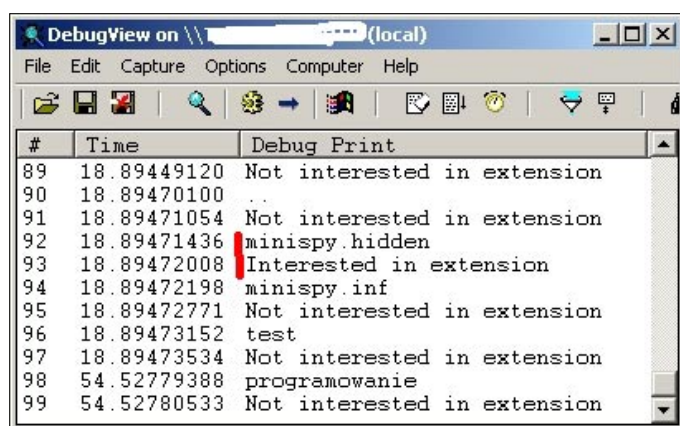 DebugView on \\T (local)
File Edit Capture Options Computer Help
# Time Debug Print
89 18.89449120 Not interested in extension
90 18.89470100 ..
91 18.89471054 Not interested in extension
92 18.89471436 minispy.hidden
93 18.89472008 Interested in extension
94 18.89472198 minispy.inf
95 18.89472771 Not interested in extension
96 18.89473152 test
97 18.89473534 Not interested in extension
98 54.52779388 programowanie
99 54.52780533 Not interested in extension